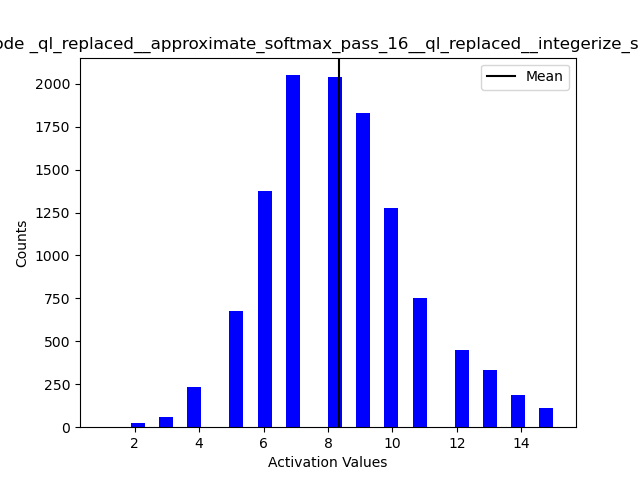 ode _ql_replaced__approximate_softmax_pass_16__ql_replaced__integerize_s
Mean
Counts
2000
1750
1500
1250
1000
750
500
250
0
2 4 6 8 10 12 14
Activation Values